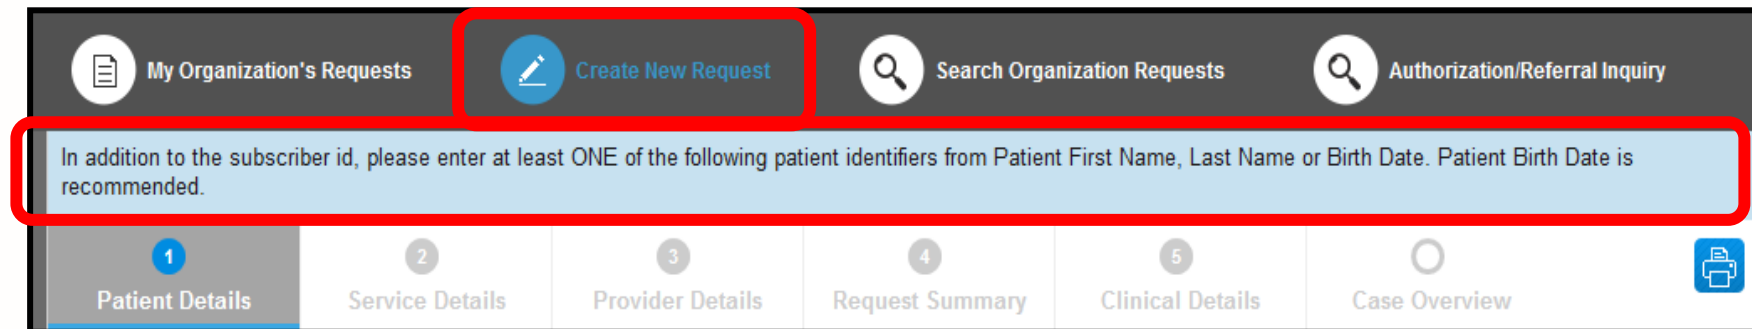 My Organization's Requests
Create New Request
Search Organization Requests
Authorization/Referral Inquiry
In addition to the subscriber id, please enter at least ONE of the following patient identifiers from Patient First Name, Last Name or Birth Date. Patient Birth Date is
recommended.
1
Patient Details
2
Service Details
3
Provider Details
4
Request Summary
5
Clinical Details
Case Overview